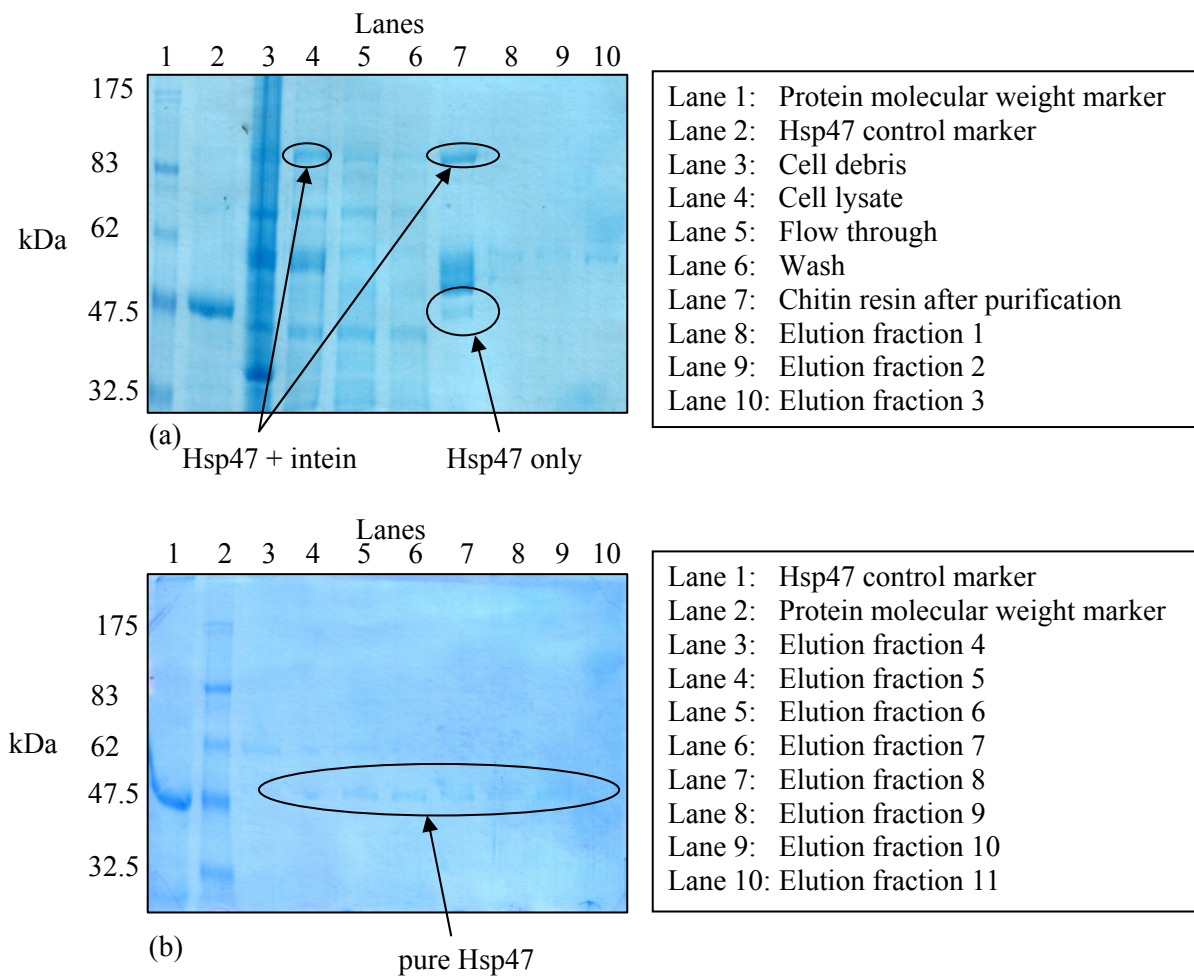 Lanes
1 2 3 4 5 6 7 8 9 10
175
83
62
kDa
47.5
32.5
(a)
Hsp47 + intein
Hsp47 only
Lane 1: Protein molecular weight marker
Lane 2: Hsp47 control marker
Lane 3: Cell debris
Lane 4: Cell lysate
Lane 5: Flow through
Lane 6: Wash
Lane 7: Chitin resin after purification
Lane 8: Elution fraction 1
Lane 9: Elution fraction 2
Lane 10: Elution fraction 3
Lanes
1 2 3 4 5 6 7 8 9 10
175
83
kDa
62
47.5
32.5
(b)
pure Hsp47
Lane 1: Hsp47 control marker
Lane 2: Protein molecular weight marker
Lane 3: Elution fraction 4
Lane 4: Elution fraction 5
Lane 5: Elution fraction 6
Lane 6: Elution fraction 7
Lane 7: Elution fraction 8
Lane 8: Elution fraction 9
Lane 9: Elution fraction 10
Lane 10: Elution fraction 11